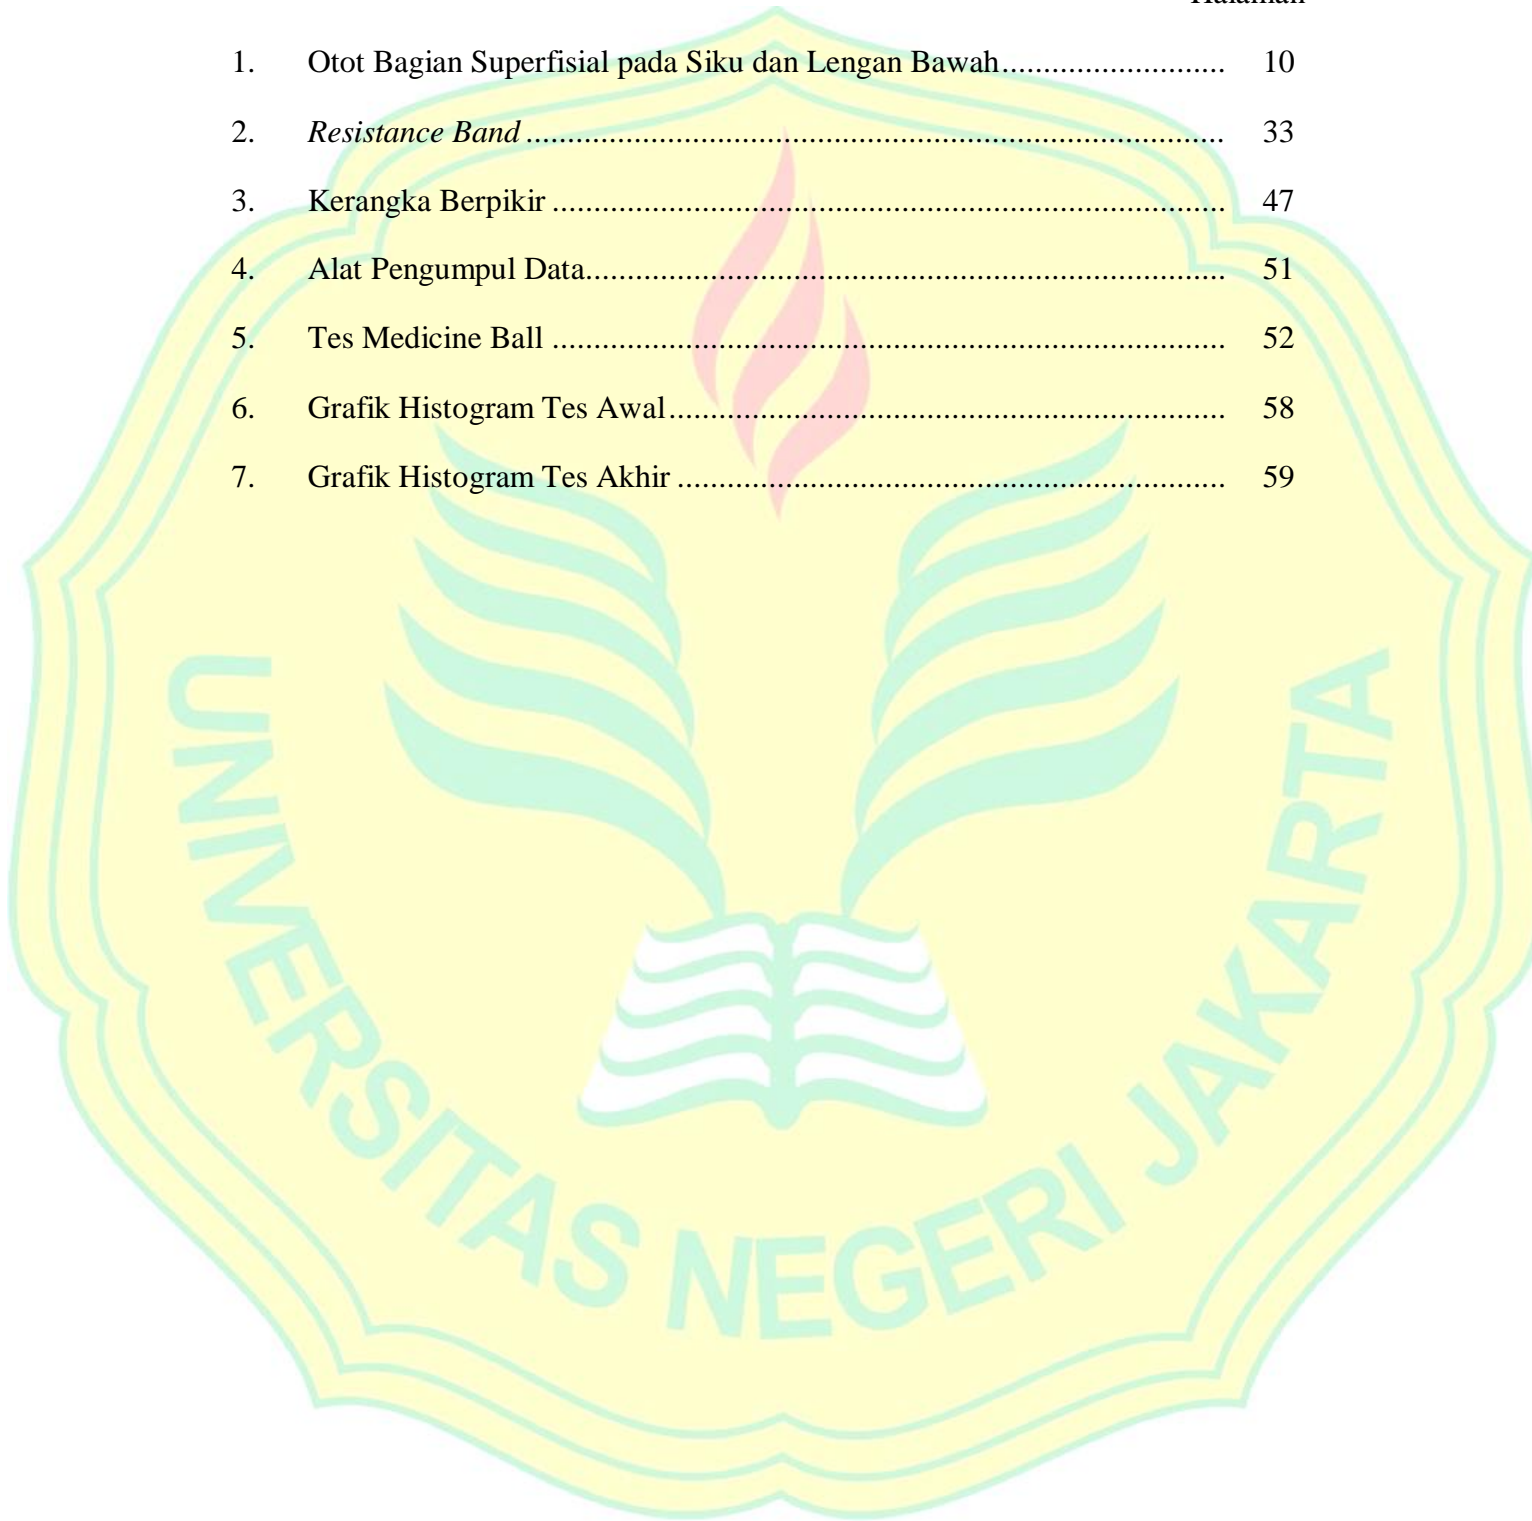 Halaman
1. Otot Bagian Superfisial pada Siku dan Lengan Bawah............................ 10
2. Resistance Band ....................................................................................... 33
3. Kerangka Berpikir .................................................................................... 47
4. Alat Pengumpul Data................................................................................ 51
5. Tes Medicine Ball .................................................................................... 52
6. Grafik Histogram Tes Awal...................................................................... 58
7. Grafik Histogram Tes Akhir .................................................................... 59
UNIVERSITAS NEGERI JAKARTA